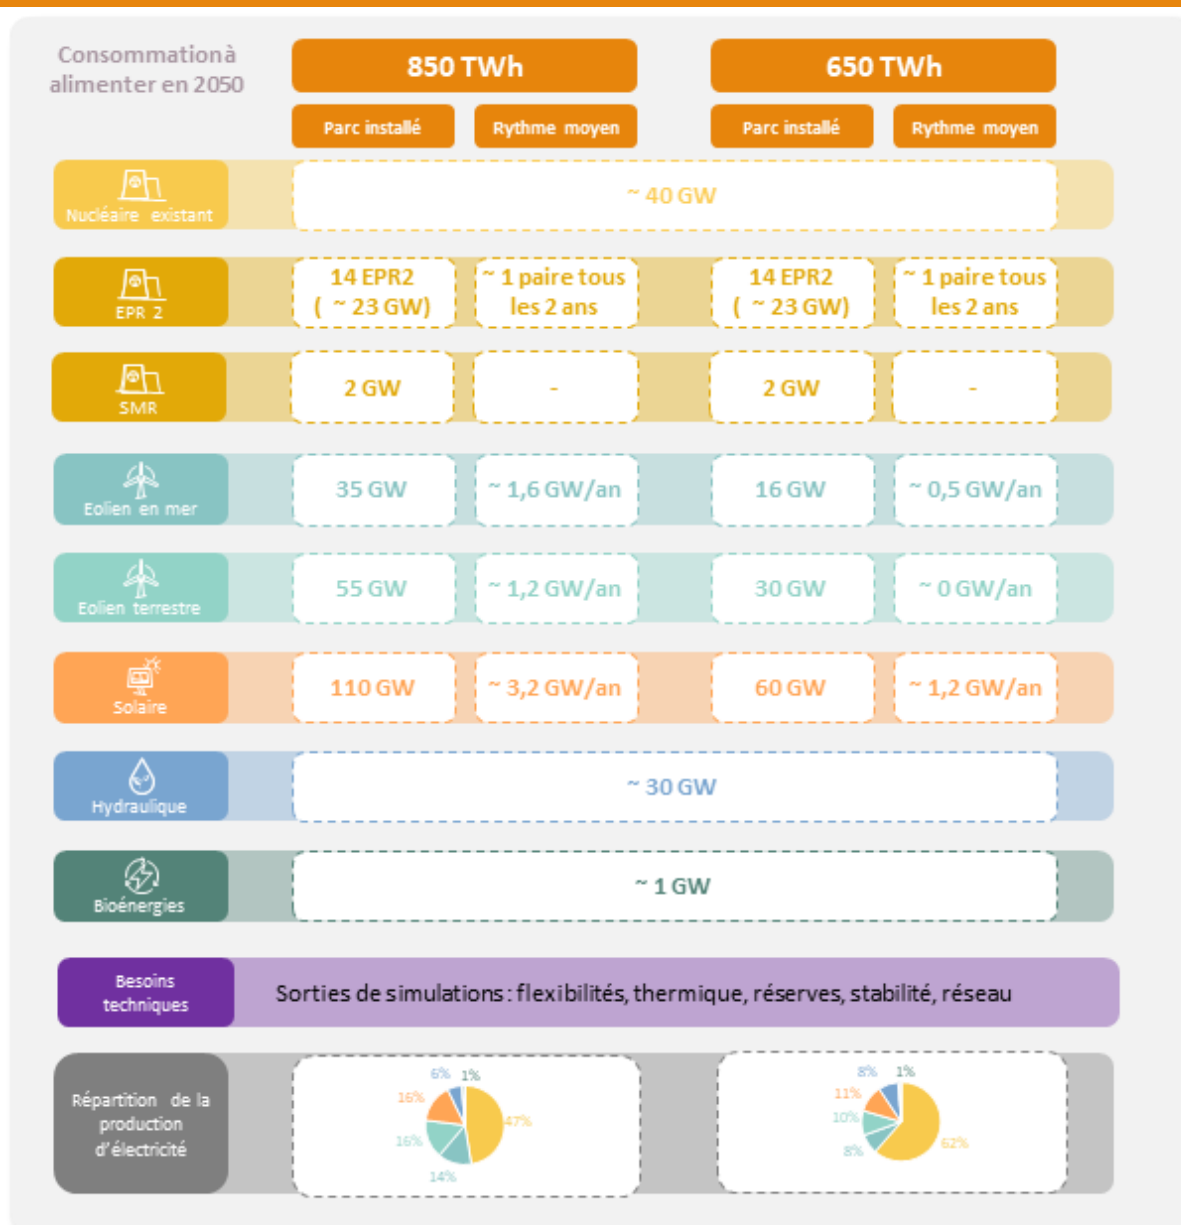 Consommation à
alimenter en 2050
850 TWh
650 TWh
Parc installé
Rythme moyen
Parc installé
Rythme moyen
Nucléaire existant
~ 40 GW
EPR 2
14 EPR2
( ~ 23 GW)
~ 1 paire tous
les 2 ans
14 EPR2
( ~ 23 GW)
~ 1 paire tous
les 2 ans
SMR
2 GW
-
2 GW
-
Eolien en mer
35 GW
~ 1,6 GW/an
16 GW
~ 0,5 GW/an
Eolien terrestre
55 GW
~ 1,2 GW/an
30 GW
~ 0 GW/an
Solaire
110 GW
~ 3,2 GW/an
60 GW
~ 1,2 GW/an
Hydraulique
~ 30 GW
Bioénergies
~ 1 GW
Besoins
techniques
Sorties de simulations : flexibilités, thermique, réserves, stabilité, réseau
Répartition de la
production
d'électricité
6% 1%
16%
47%
16%
14%
8% 1%
11%
10%
62%
8%